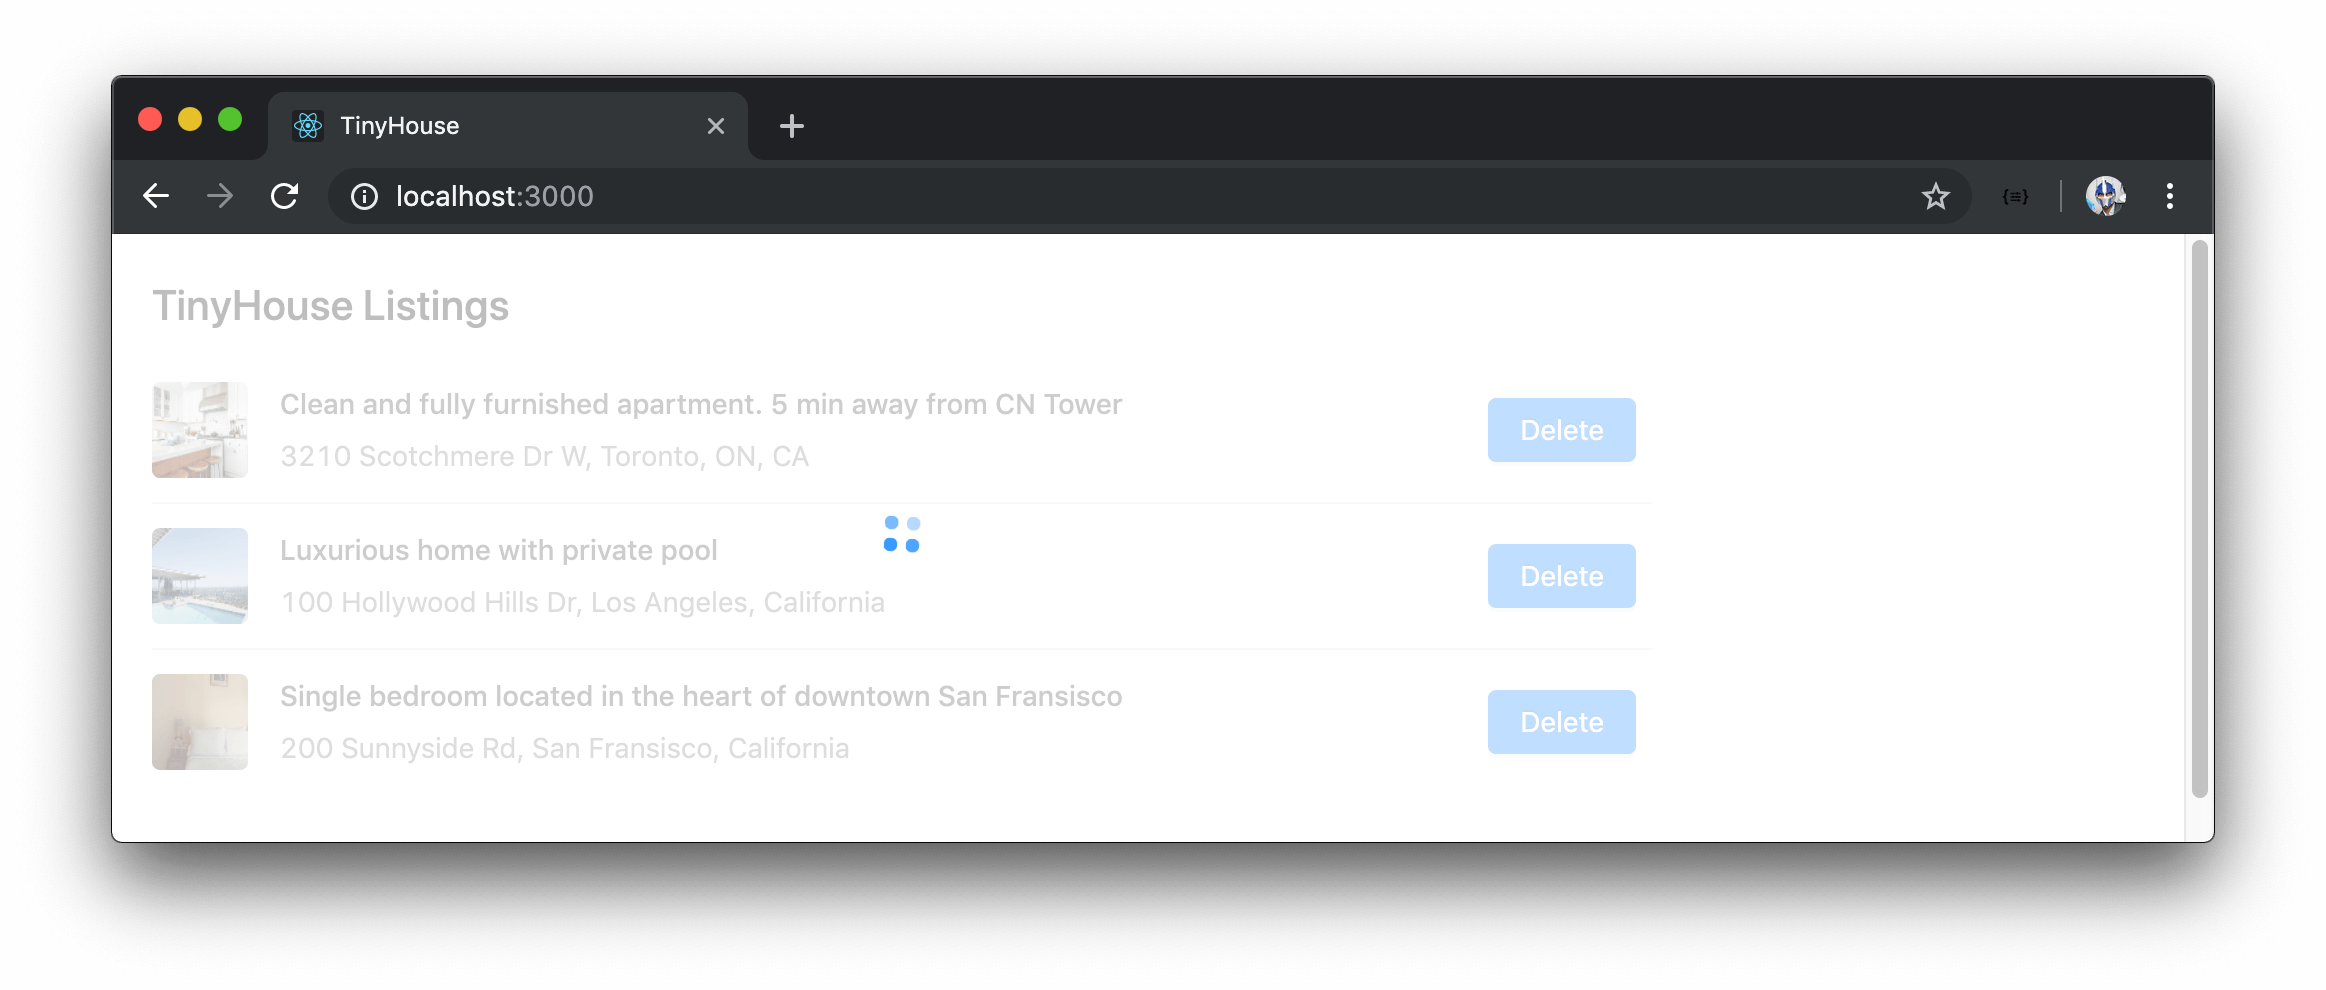 TinyHouse
localhost:3000
TinyHouse Listings
Clean and fully furnished apartment. 5 min away from CN Tower
3210 Scotchmere Dr W, Toronto, ON, CA
Delete
Luxurious home with private pool
100 Hollywood Hills Dr, Los Angeles, California
Delete
Single bedroom located in the heart of downtown San Fransisco
200 Sunnyside Rd, San Fransisco, California
Delete